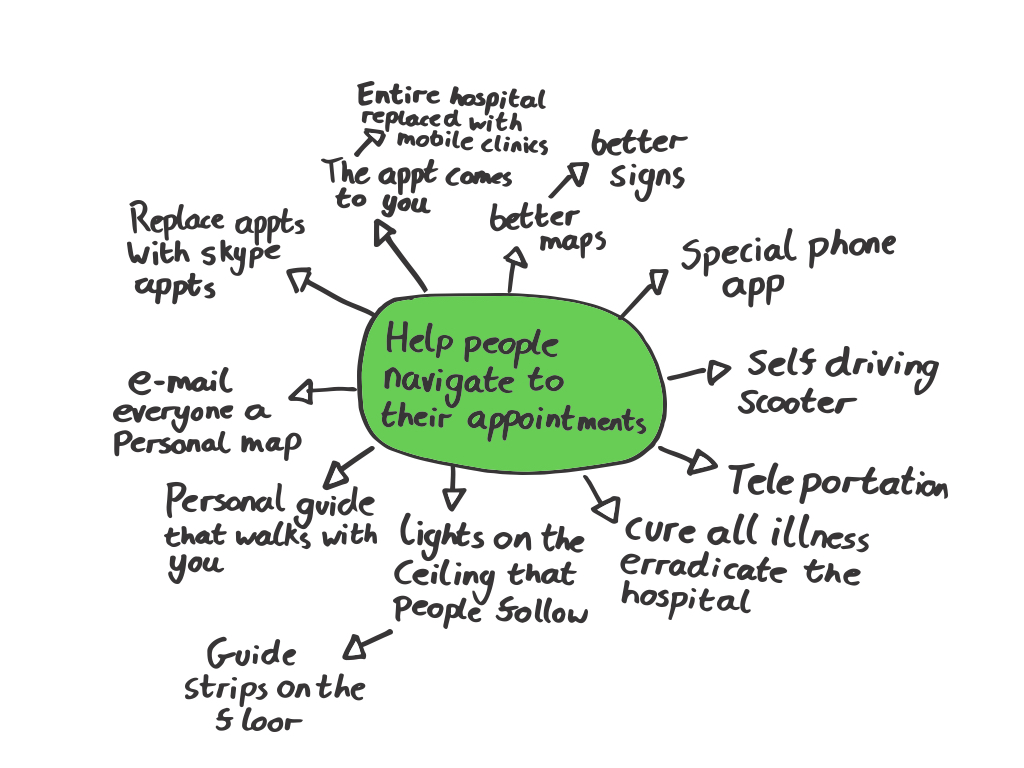 Entire hospital
replaced with
mobile clinics
The appt comes
to you
better
signs
better
maps
Replace appts
with skype
appts
Special phone
app
Help people
navigate to
their appointments
Self driving
scooter
e-mail
everyone a
Personal map
Teleportation
Personal guide
that walks with
you
lights on the
ceiling that
people follow
cure all illness
erradicate the
hospital
Guide
strips on the
floor